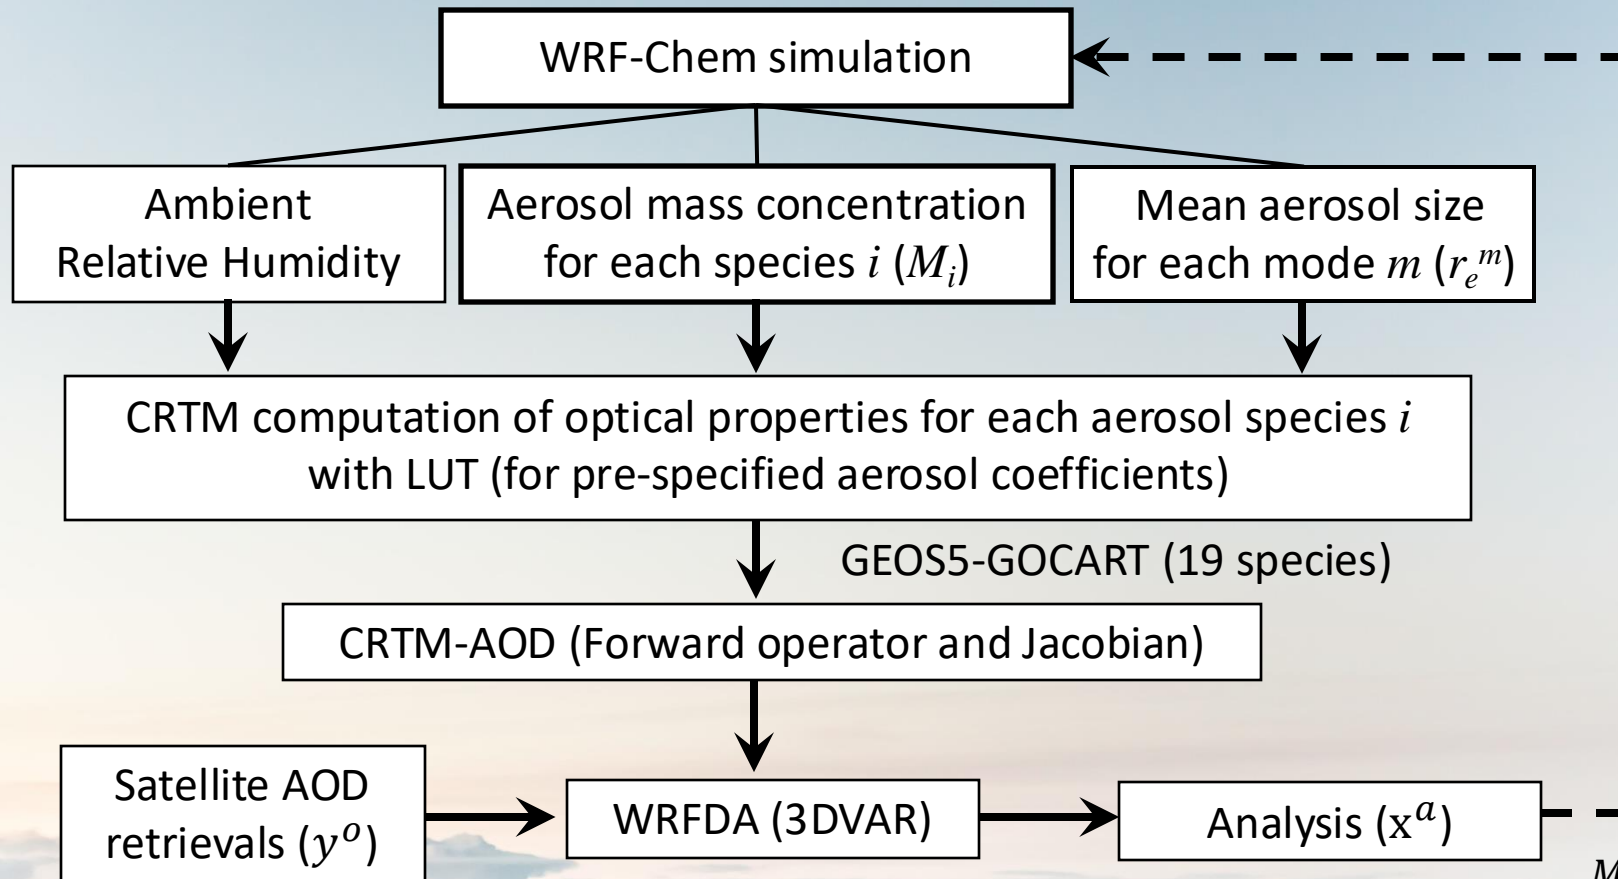 WRF-Chem simulation
Ambient
Relative Humidity
Aerosol mass concentration
for each species i (Mᵢ)
Mean aerosol size
for each mode m (rₑᵐ)
CRTM computation of optical properties for each aerosol species i
with LUT (for pre-specified aerosol coefficients)
GEOS5-GOCART (19 species)
CRTM-AOD (Forward operator and Jacobian)
Satellite AOD
retrievals (yᵒ)
WRFDA (3DVAR)
Analysis (xᵃ)